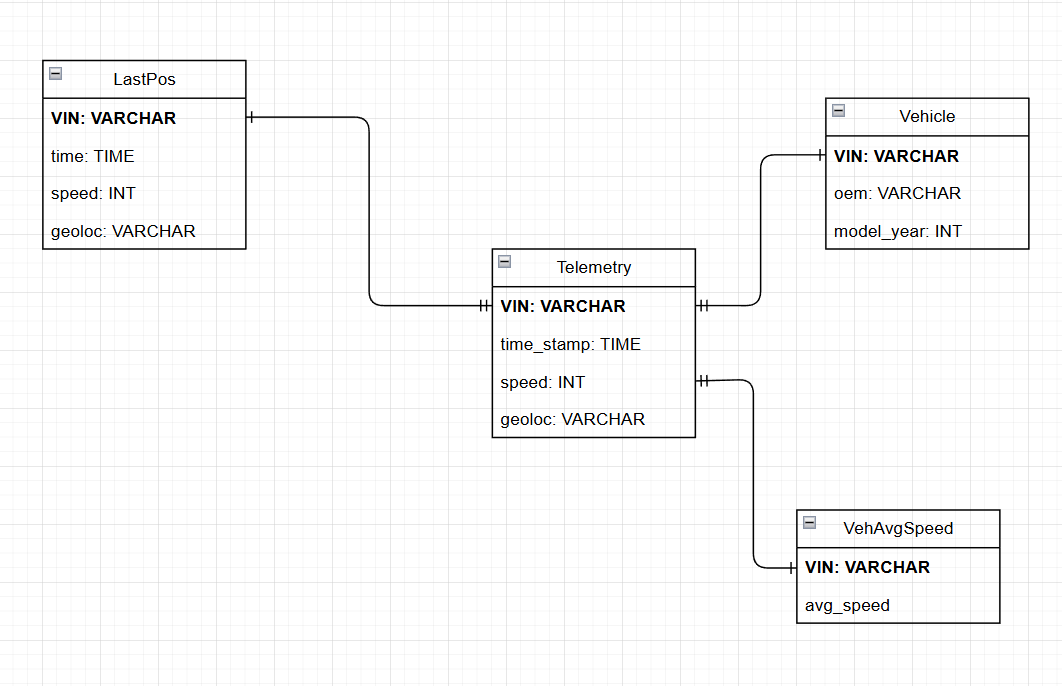 LastPos
VIN: VARCHAR
time: TIME
speed: INT
geoloc: VARCHAR
Vehicle
VIN: VARCHAR
oem: VARCHAR
model_year: INT
Telemetry
VIN: VARCHAR
time_stamp: TIME
speed: INT
geoloc: VARCHAR
VehAvgSpeed
VIN: VARCHAR
avg_speed